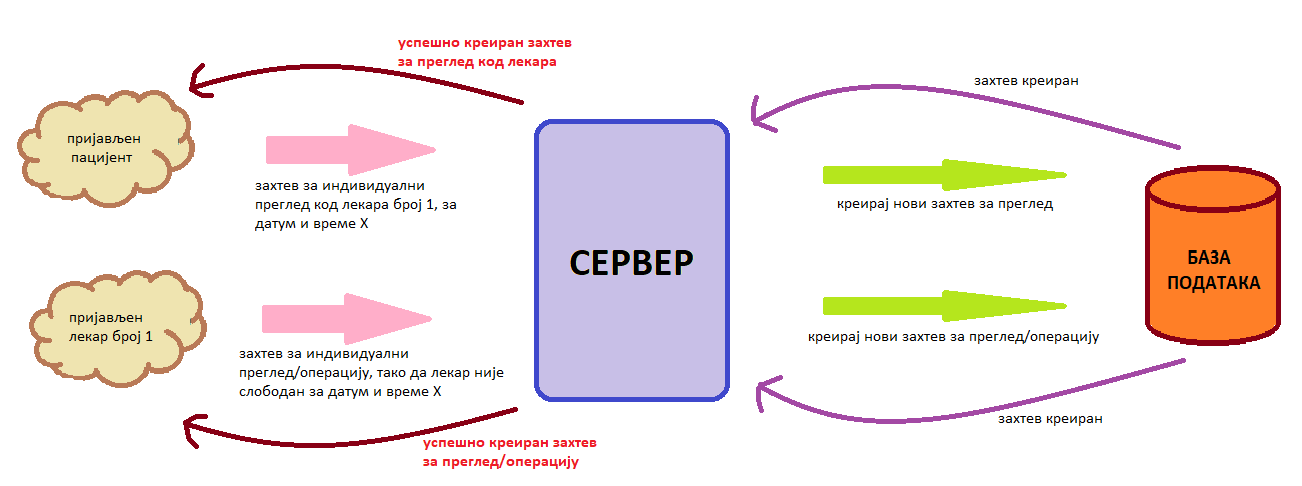 успешно креиран захтев
за преглед код лекара
захтев креиран
пријављен
пацијент
захтев за индивидуални
преглед код лекара број 1, за
датум и време X
креирај нови захтев за преглед
СЕРВЕР
БАЗА
ПОДАТАКА
пријављен
лекар број 1
захтев за индивидуални
преглед/операцију, тако да лекар није
слободан за датум и време X
креирај нови захтев за преглед/операцију
захтев креиран
успешно креиран захтев
за преглед/операцију